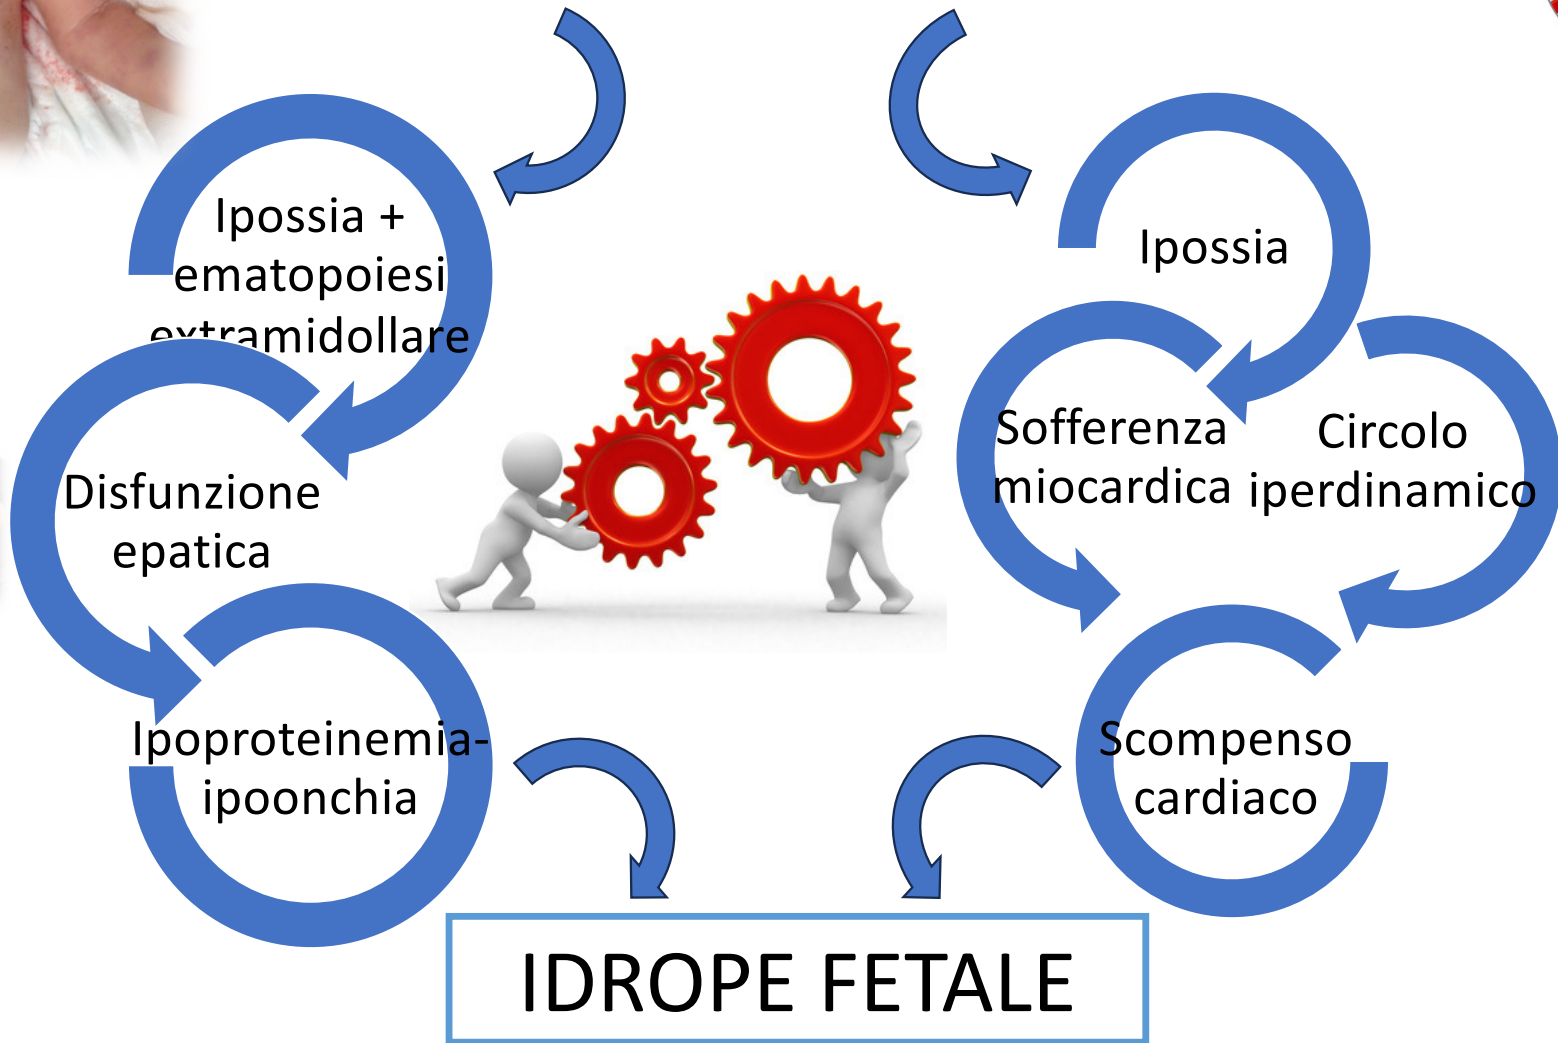 Ipossia +
ematopoiesi
extramidollare
Disfunzione
epatica
Ipoproteinemia-
ipoonchia
Ipossia
Sofferenza
miocardica
Circolo
iperdinamico
Scompenso
cardiaco
IDROPE FETALE